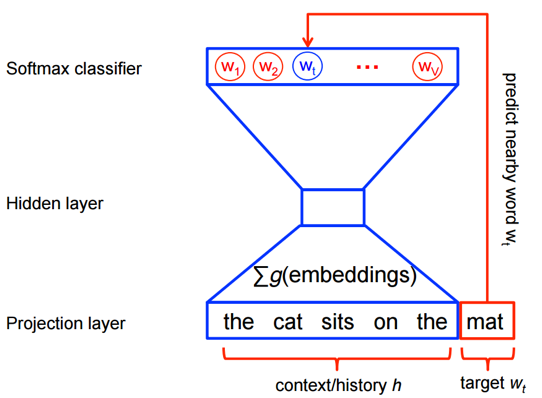 Softmax classifier
w1 w2 wt ... wV
predict nearby word wt
Hidden layer
∑g(embeddings)
Projection layer
the cat sits on the mat
context/history h
target wt